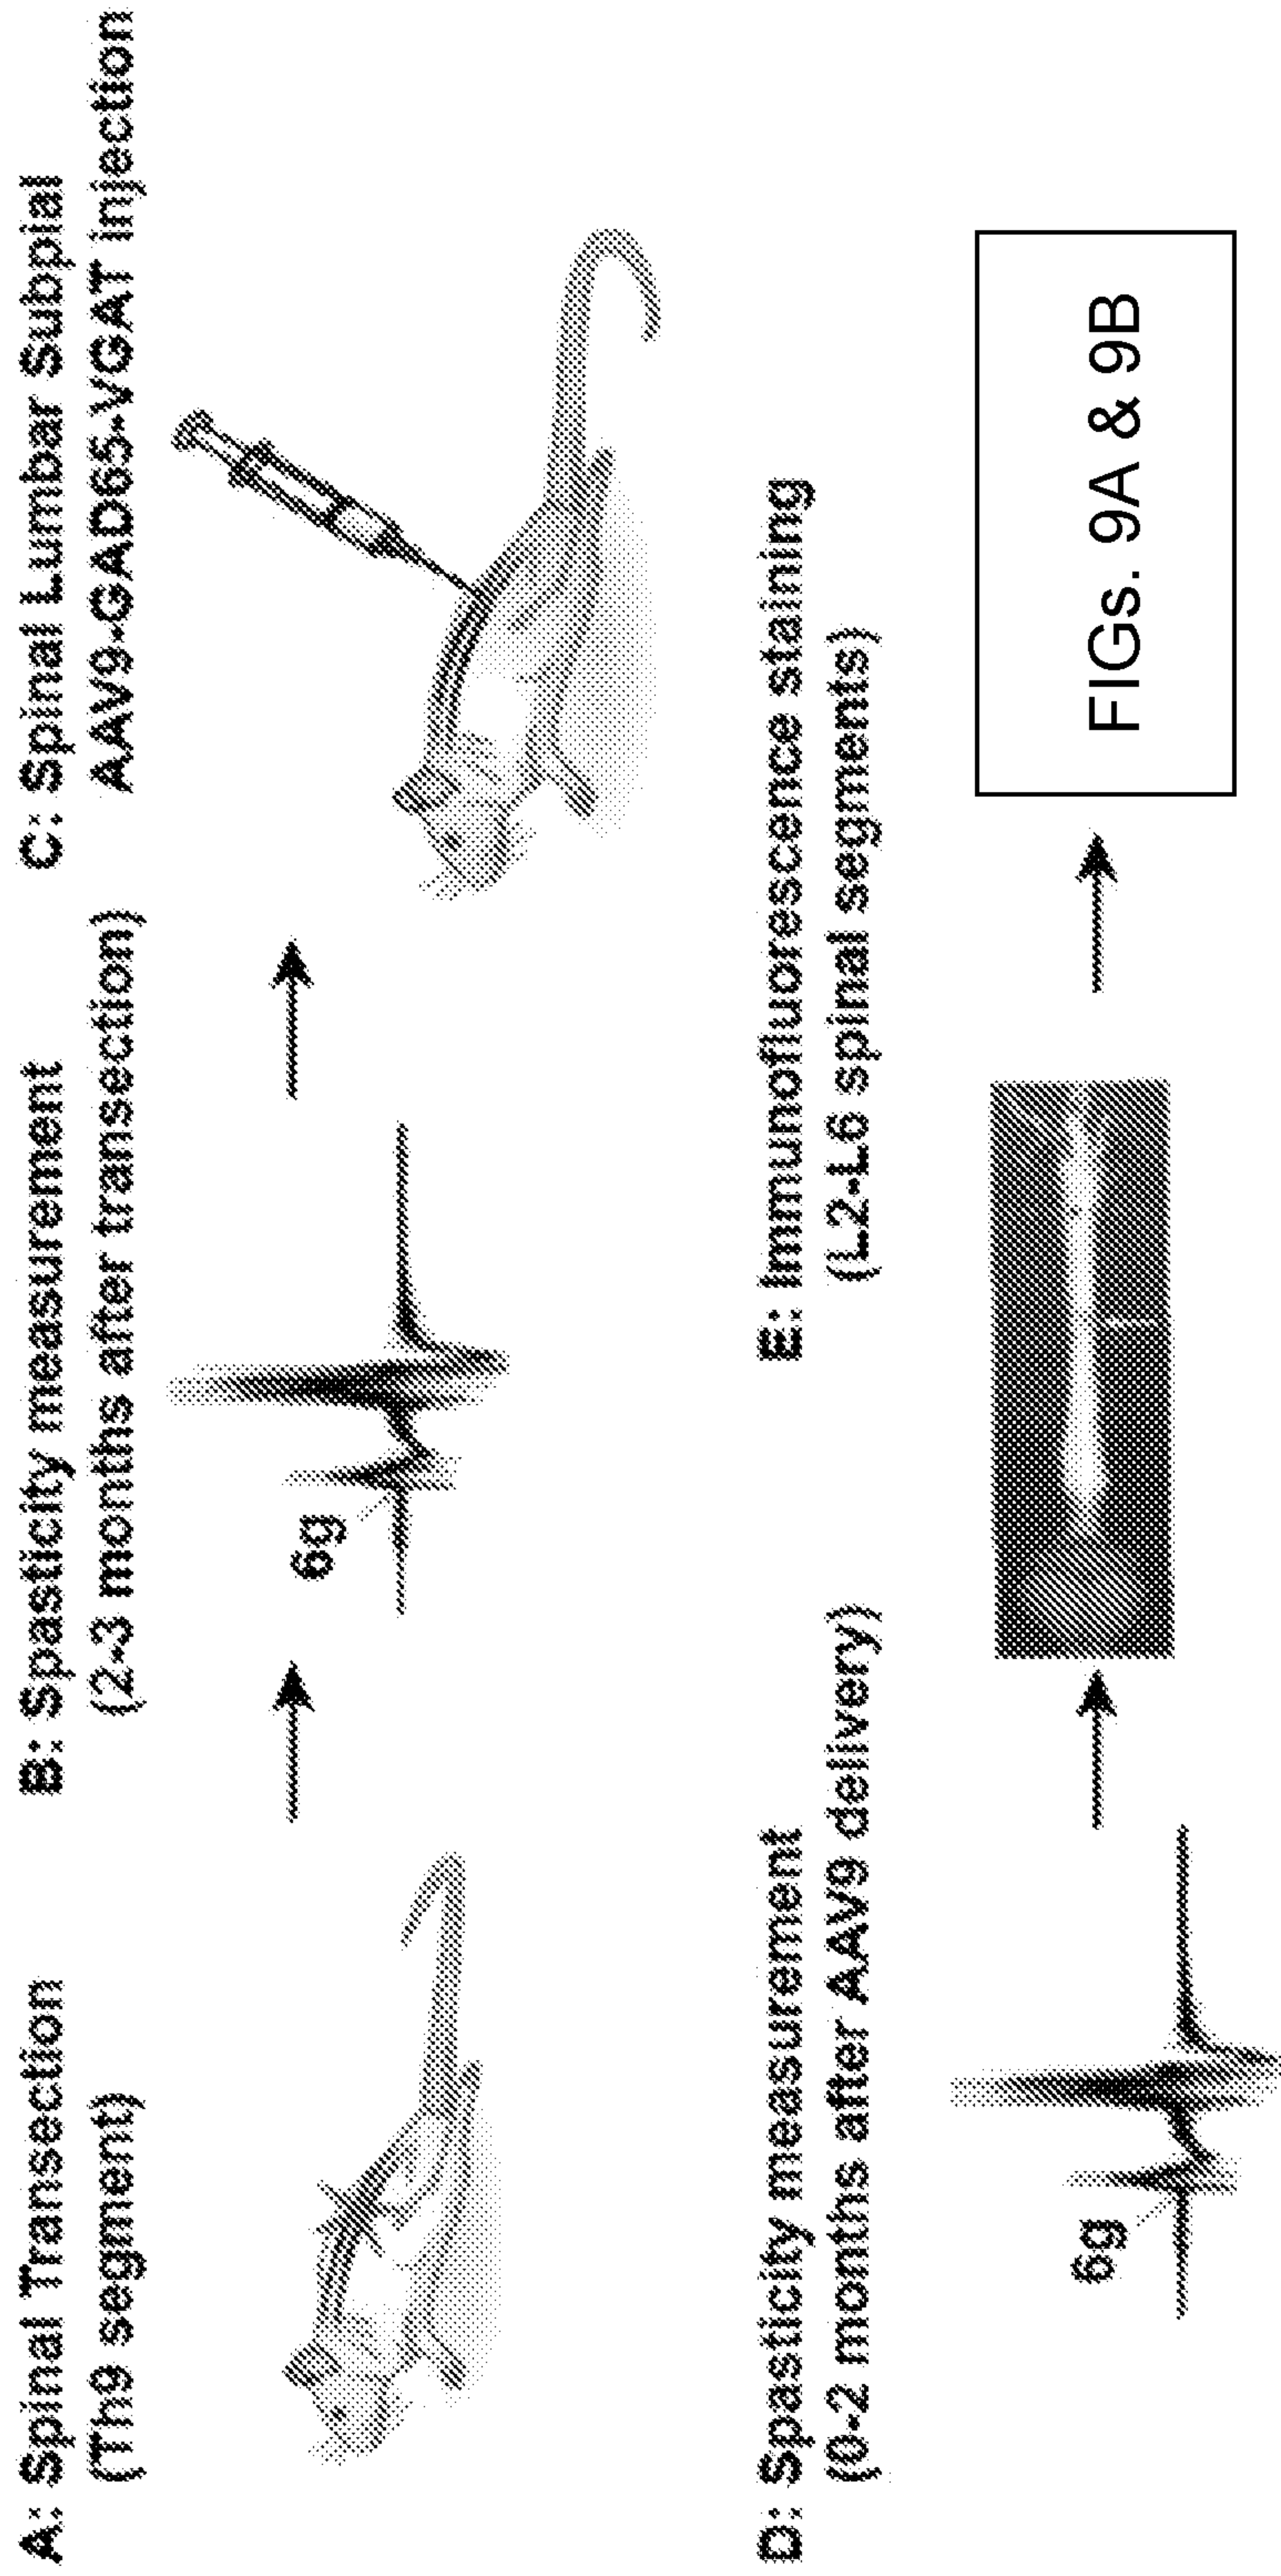 A: Spinal Transection
(Th9 segment)
B: Spasticity measurement
(2-3 months after transection)
6g
C: Spinal Lumbar Subpial
AAV9-GAD65-VGAT injection
D: Spasticity measurement
(0-2 months after AAV9 delivery)
6g
E: Immunofluorescence staining
(L2-L6 spinal segments)
FIGs. 9A & 9B